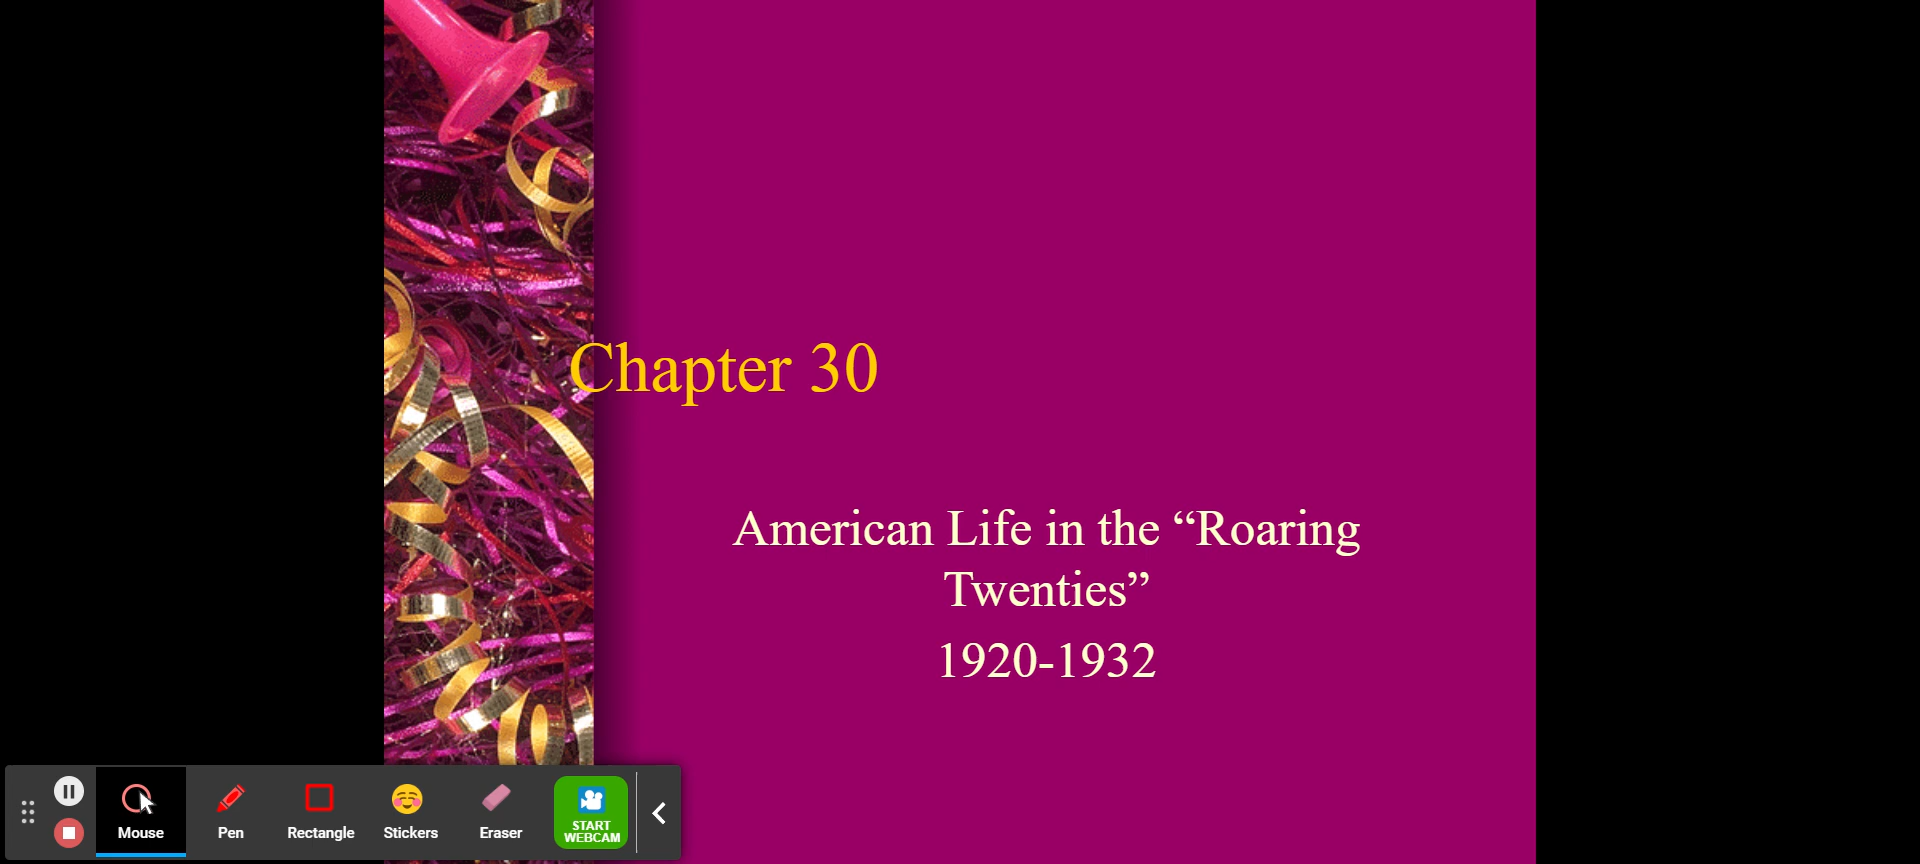 Chapter 30
American Life in the “Roaring
Twenties”
1920-1932
Mouse
Pen
Rectangle
Stickers
Eraser
START
WEBCAM